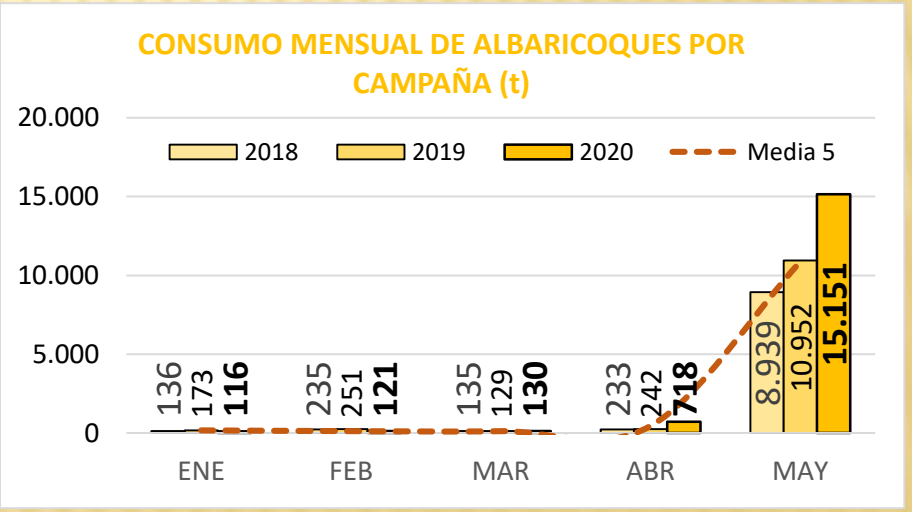 CONSUMO MENSUAL DE ALBARICOQUES POR
CAMPAÑA (t)
20.000
2018 2019 2020 Media 5
15.000
10.000
5.000
0
136 173 116 235 251 121 135 129 130 233 242 718 8.939 10.952 15.151
ENE FEB MAR ABR MAY